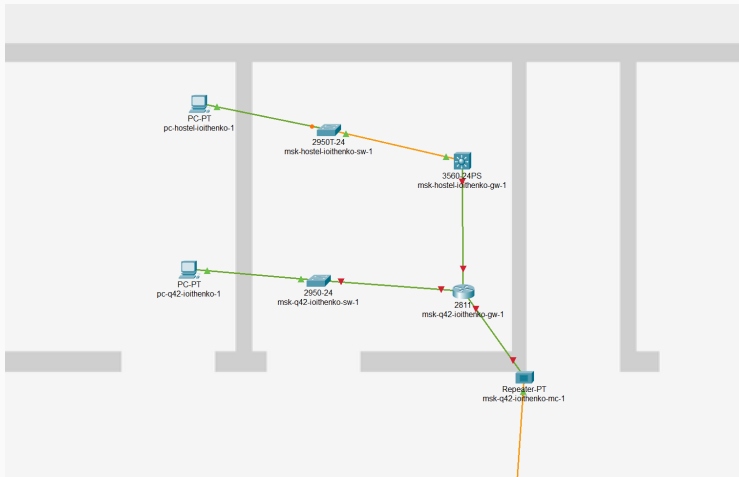 PC-PT
pc-hostel-ioithenko-1
2950T-24
msk-hostel-ioithenko-sw-1
3560-24PS
msk-hostel-ioithenko-gw-1
PC-PT
pc-q42-ioithenko-1
2950-24
msk-q42-ioithenko-sw-1
2811
msk-q42-ioithenko-gw-1
Repeater-PT
msk-q42-ioithenko-mc-1